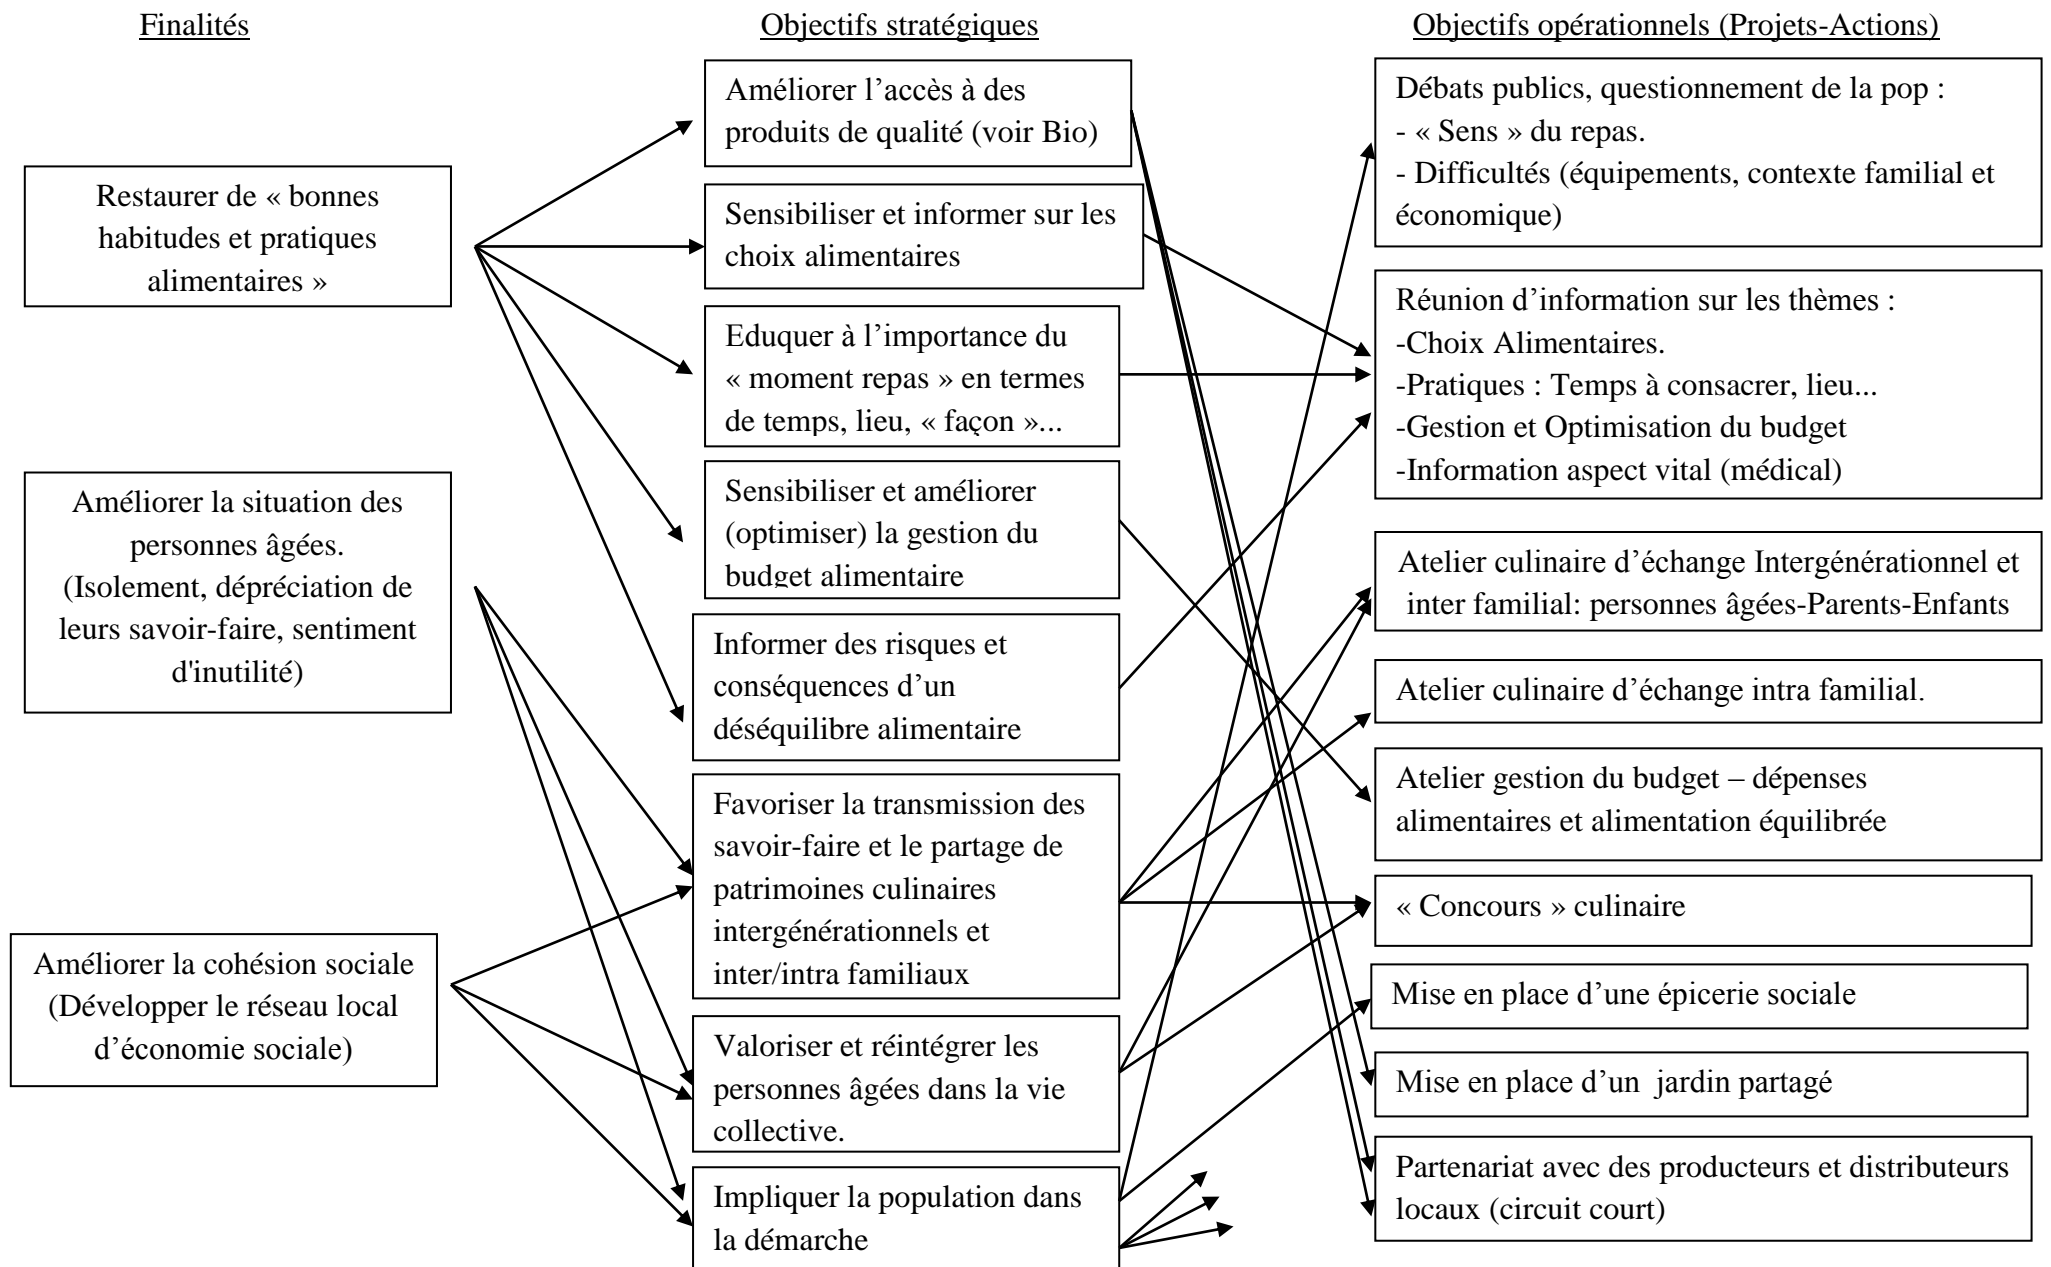 Finalités
Objectifs stratégiques
Objectifs opérationnels (Projets-Actions)
Restaurer de « bonnes
habitudes et pratiques
alimentaires »
Améliorer la situation des
personnes âgées.
(Isolement, dépréciation de
leurs savoir-faire, sentiment
d'inutilité)
Améliorer la cohésion sociale
(Développer le réseau local
d’économie sociale)
Améliorer l’accès à des
produits de qualité (voir Bio)
Sensibiliser et informer sur les
choix alimentaires
Eduquer à l’importance du
« moment repas » en termes
de temps, lieu, « façon »...
Sensibiliser et améliorer
(optimiser) la gestion du
budget alimentaire
Informer des risques et
conséquences d’un
déséquilibre alimentaire
Favoriser la transmission des
savoir-faire et le partage de
patrimoines culinaires
intergénérationnels et
inter/intra familiaux
Valoriser et réintégrer les
personnes âgées dans la vie
collective.
Impliquer la population dans
la démarche
Débats publics, questionnement de la pop :
- « Sens » du repas.
- Difficultés (équipements, contexte familial et
économique)
Réunion d’information sur les thèmes :
-Choix Alimentaires.
-Pratiques : Temps à consacrer, lieu...
-Gestion et Optimisation du budget
-Information aspect vital (médical)
Atelier culinaire d’échange Intergénérationnel et
inter familial: personnes âgées-Parents-Enfants
Atelier culinaire d’échange intra familial.
Atelier gestion du budget – dépenses
alimentaires et alimentation équilibrée
« Concours » culinaire
Mise en place d’une épicerie sociale
Mise en place d’un  jardin partagé
Partenariat avec des producteurs et distributeurs
locaux (circuit court)